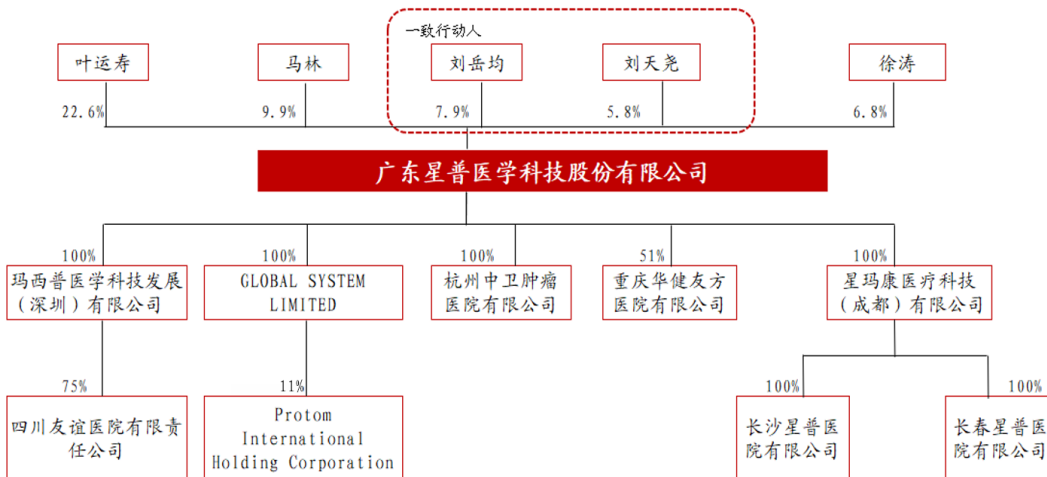 一致行动人
叶运寿
马林
刘岳均
刘天尧
徐涛
22.6%
9.9%
7.9%
5.8%
6.8%
广东星普医学科技股份有限公司
100%
100%
100%
51%
100%
玛西普医学科技发展
（深圳）有限公司
GLOBAL SYSTEM
LIMITED
杭州中卫肿瘤
医院有限公司
重庆华健友方
医院有限公司
星玛康医疗科技
（成都）有限公司
75%
11%
100%
100%
四川友谊医院有限责
任公司
Protom
International
Holding Corporation
长沙星普医
院有限公司
长春星普医
院有限公司